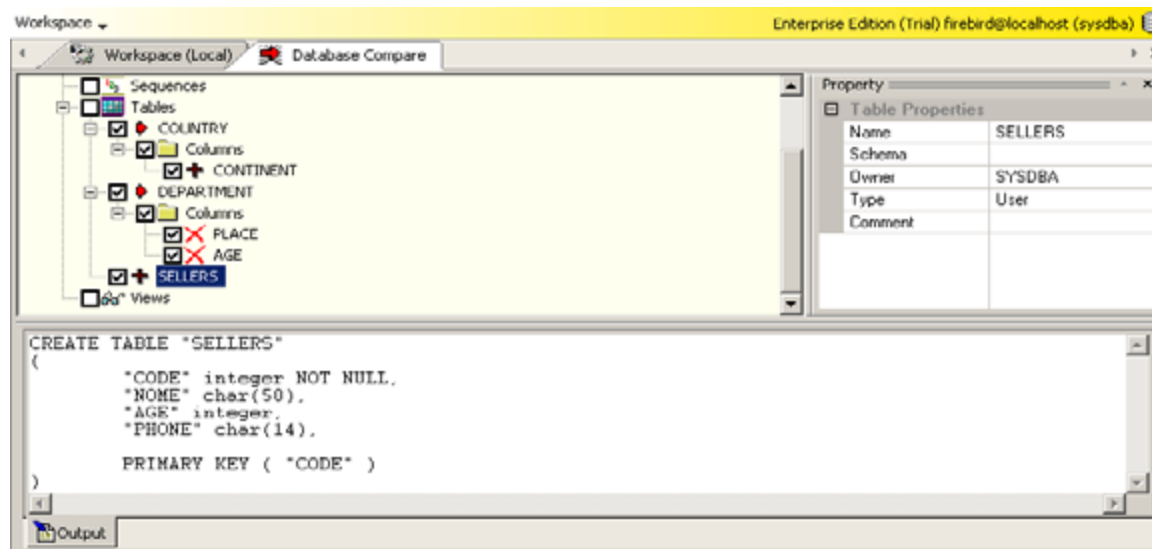 Workspace
Enterprise Edition (Trial) firebird@localhost (sysdba)
Workspace (Local)
Database Compare
Sequences
Tables
COUNTRY
Columns
CONTINENT
DEPARTMENT
Columns
PLACE
AGE
SELLERS
Views
Property
Table Properties
Name SELLERS
Schema
Owner SYSDBA
Type User
Comment
CREATE TABLE "SELLERS"
(
"CODE" integer NOT NULL,
"NOME" char(50),
"AGE" integer,
"PHONE" char(14),
PRIMARY KEY ( "CODE" )
)
Output